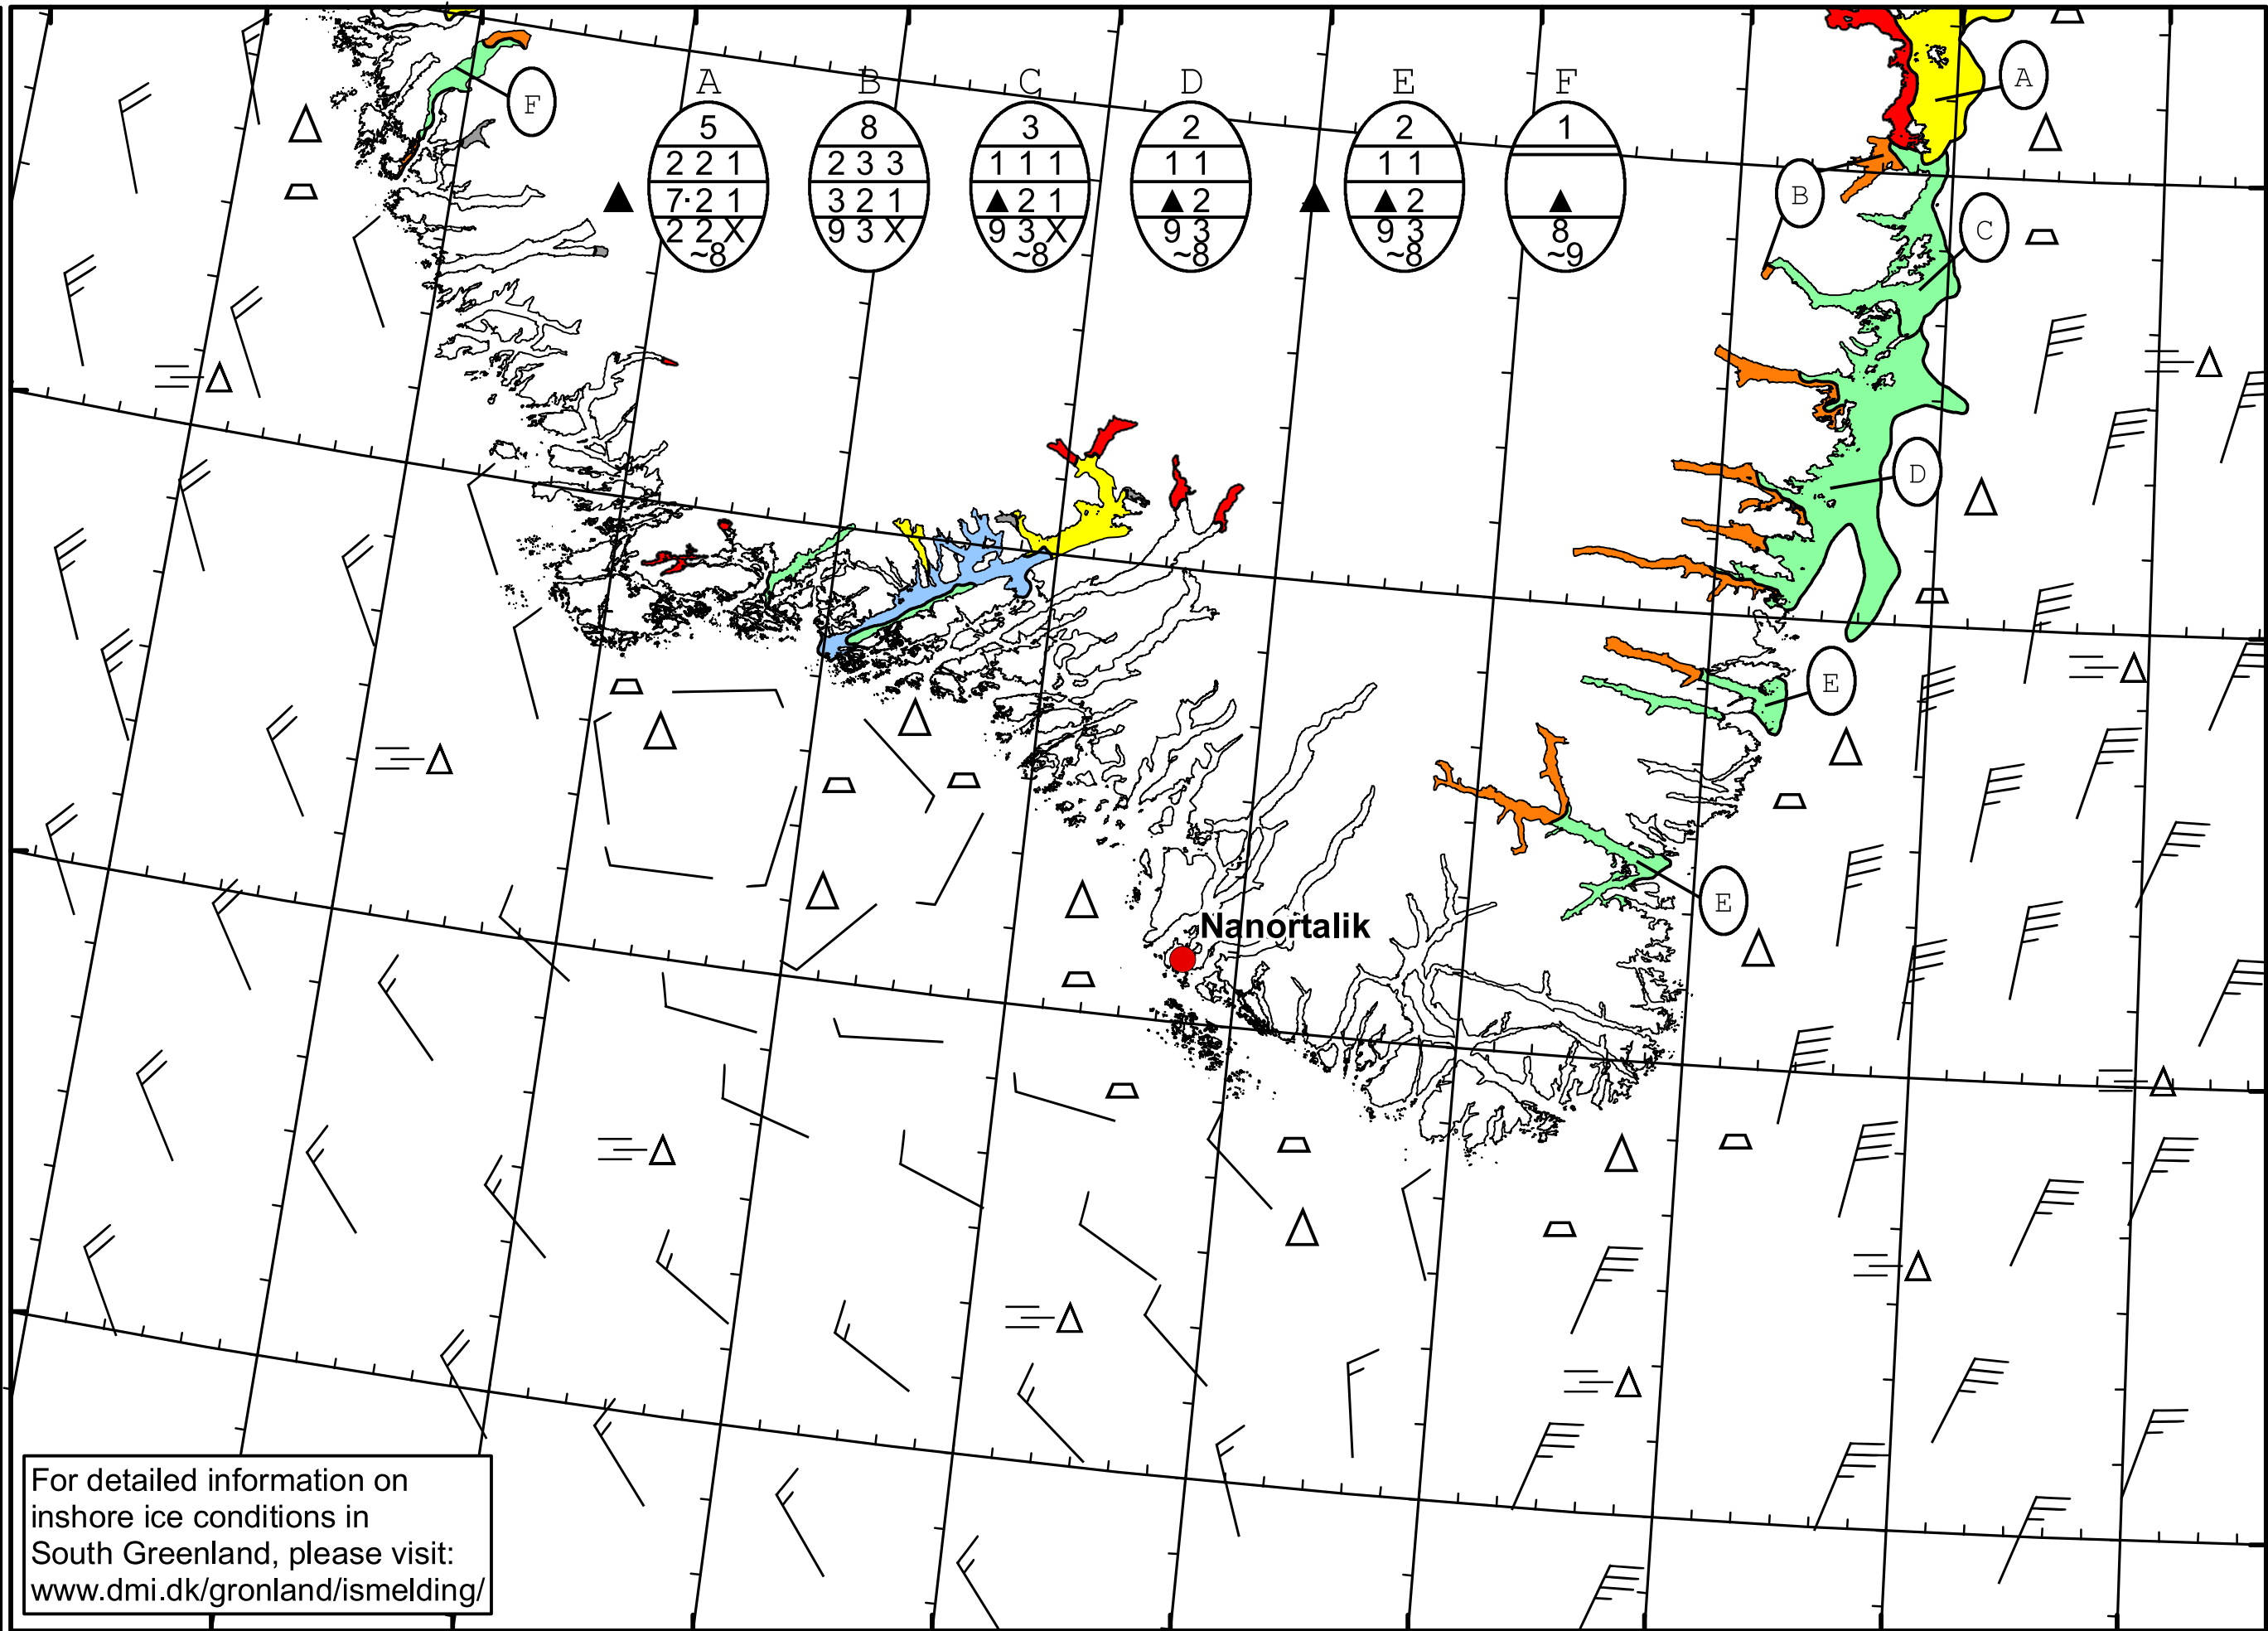 A B C D E F
5 8 3 2 2 1
2 2 1 2 3 3 1 1 1 1 1 1 1
7· 2 1 3 2 1 ▲ 2 1 ▲ 2 ▲ 2 ▲
2 2 X 9 3 X 9 3 X 9 3 9 3 8
~8 ~8 ~8 ~8 ~9
F
A
B
C
D
E
E
Nanortalik
For detailed information on
inshore ice conditions in
South Greenland, please visit:
www.dmi.dk/gronland/ismelding/